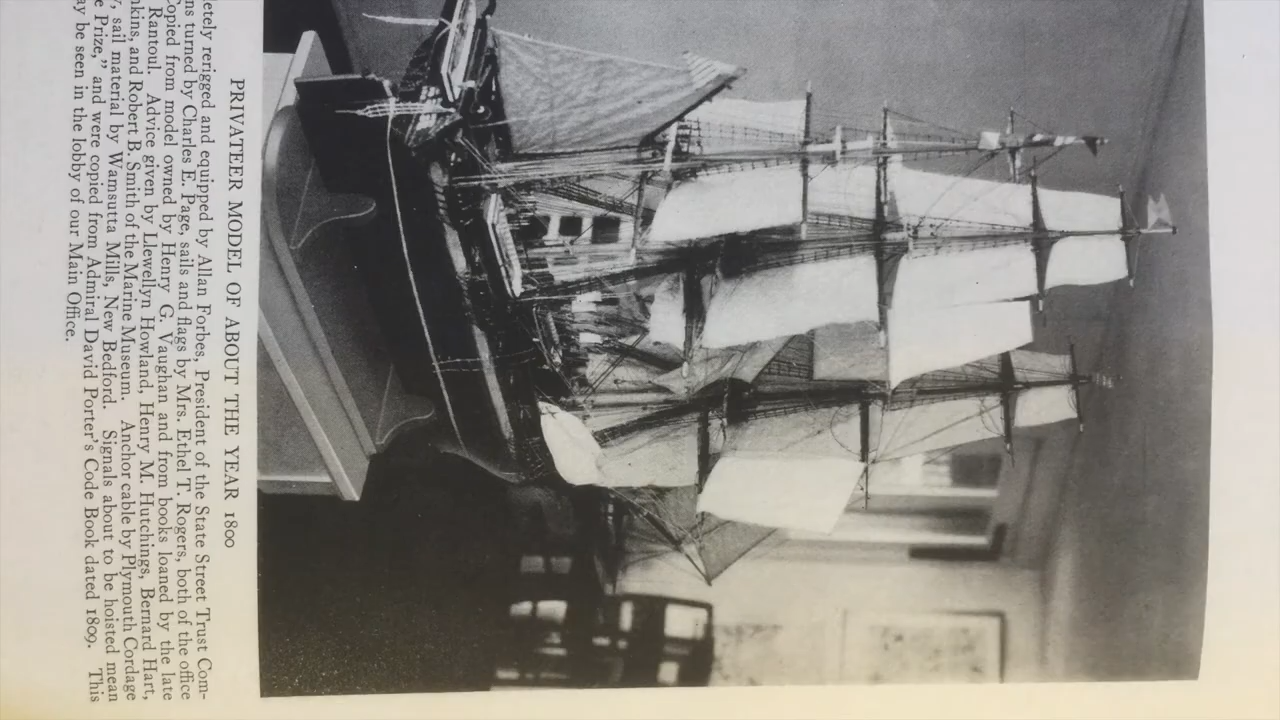 PRIVATEER MODEL OF ABOUT THE YEAR 1800
etely rerigged and equipped by Allan Forbes, President of the State Street Trust Com-
ns turned by Charles E. Page, sails and flags by Mrs. Ethel T. Rogers, both of the office
Copied from model owned by Henry G. Vaughan and from books loaned by the late
Rantoul. Advice given by Llewellyn Howland, Henry M. Hutchings, Bernard Hart,
nkins, and Robert B. Smith of the Marine Museum. Anchor cable by Plymouth Cordage
, sail material by Wamsutta Mills, New Bedford. Signals about to be hoisted mean
e Prize," and were copied from Admiral David Porter's Code Book dated 1809. This
ay be seen in the lobby of our Main Office.